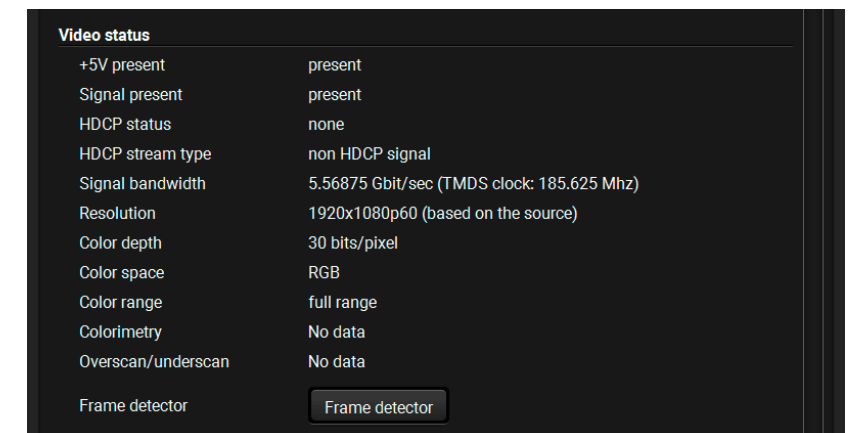 Video status
+5V present present
Signal present present
HDCP status none
HDCP stream type non HDCP signal
Signal bandwidth 5.56875 Gbit/sec (TMDS clock: 185.625 Mhz)
Resolution 1920x1080p60 (based on the source)
Color depth 30 bits/pixel
Color space RGB
Color range full range
Colorimetry No data
Overscan/underscan No data
Frame detector Frame detector